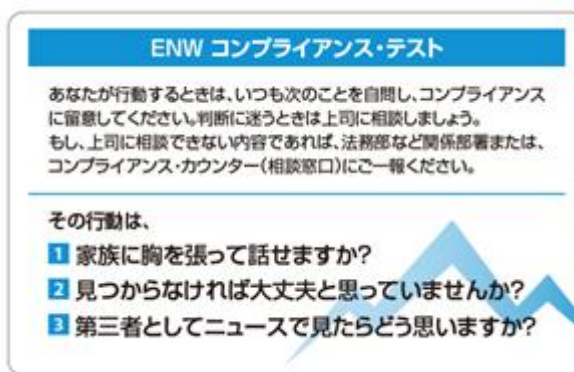 ENW コンプライアンス・テスト
あなたが行動するときは、いつも次のことを自問し、コンプライアンス
に留意してください。判断に迷うときは上司に相談しましょう。
もし、上司に相談できない内容であれば、法務部など関係部署または、
コンプライアンス・カウンター（相談窓口）にご一報ください。
その行動は、
1 家族に胸を張って話せますか?
2 見つからなければ大丈夫と思っていませんか?
3 第三者としてニュースで見たらどう思いますか?